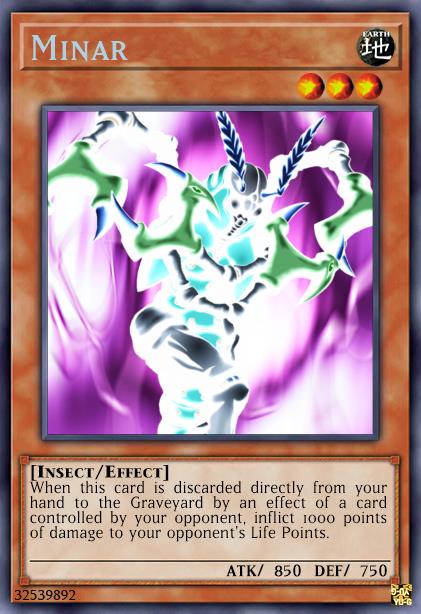 MINAR
EARTH
地
[INSECT/EFFECT]
When this card is discarded directly from your
hand to the Graveyard by an effect of a card
controlled by your opponent, inflict 1000 points
of damage to your opponent's Life Points.
ATK/ 850 DEF/ 750
32539892